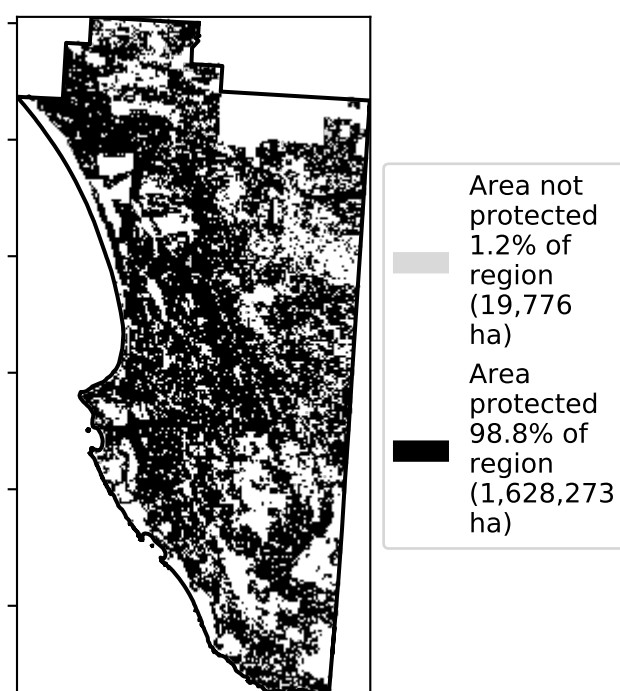 Area not
protected
1.2% of
region
(19,776
ha)
Area
protected
98.8% of
region
(1,628,273
ha)